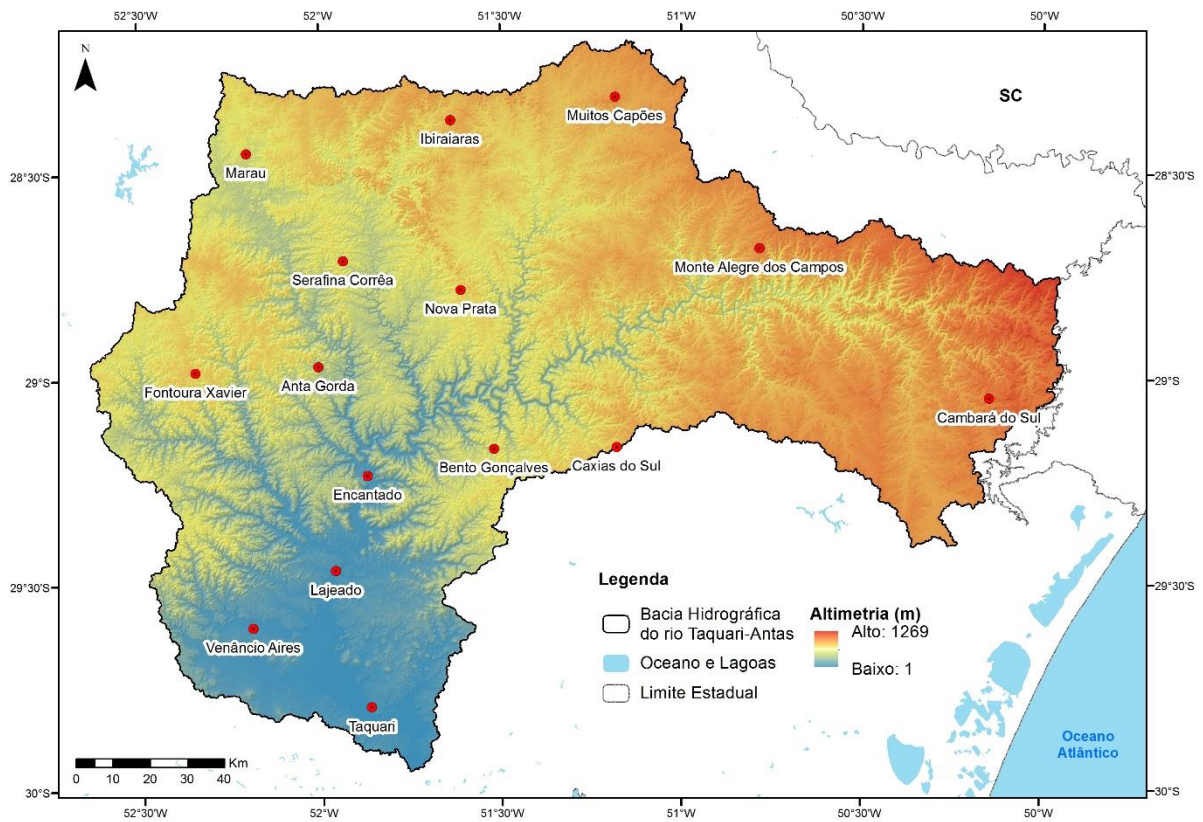 52°30'W
52°W
51°30'W
51°W
50°30'W
50°W
N
SC
Muitos Capões
Ibiraiaras
Marau
28°30'S
28°30'S
Monte Alegre dos Campos
Serafina Corrêa
Nova Prata
29°S
29°S
Fontoura Xavier
Anta Gorda
Cambará do Sul
Bento Gonçalves
Caxias do Sul
Encantado
29°30'S
29°30'S
Lajeado
Venâncio Aires
Taquari
Legenda
Bacia Hidrográfica
do rio Taquari-Antas
Oceano e Lagoas
Limite Estadual
Altimetria (m)
Alto: 1269
Baixo: 1
Oceano
Atlântico
Km
0 10 20 30 40
30°S
30°S
52°30'W
52°W
51°30'W
51°W
50°30'W
50°W